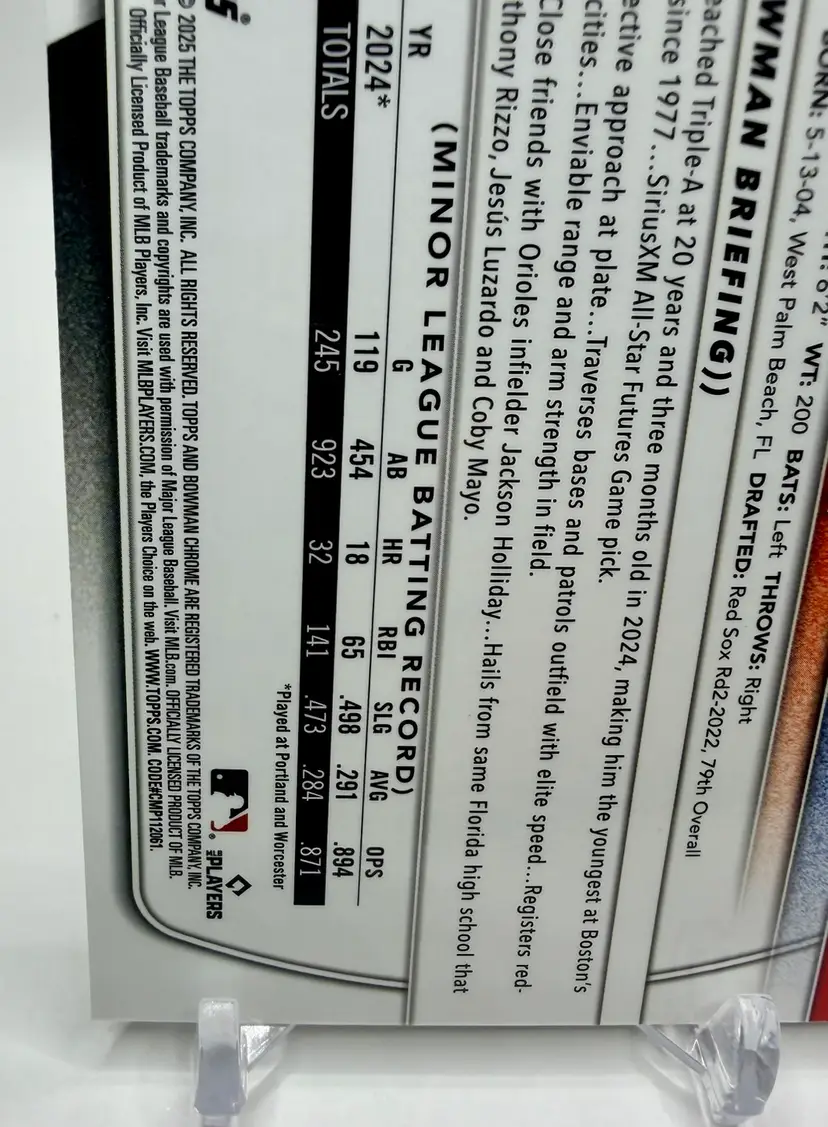 BORN: 5-13-04, West Palm Beach, FL DRAFTED: Red Sox Rd2-2022, 79th Overall
6'2" WT: 200 BATS: Left THROWS: Right
WMAN BRIEFING))
eached Triple-A at 20 years and three months old in 2024, making him the youngest at Boston's
since 1977...SiriusXM All-Star Futures Game pick.
ective approach at plate...Traverses bases and patrols outfield with elite speed...Registers red-
cities...Enviable range and arm strength in field.
Close friends with Orioles infielder Jackson Holliday...Hails from same Florida high school that
thony Rizzo, Jesús Luzardo and Coby Mayo.
(MINOR LEAGUE BATTING RECORD)
YR G AB HR RBI SLG AVG OPS
2024* 119 454 18 65 .498 .291 .894
TOTALS 245 923 32 141 .473 .284 .871
*Played at Portland and Worcester
MLB PLAYERS
® © 2025 THE TOPPS COMPANY, INC. ALL RIGHTS RESERVED. TOPPS AND BOWMAN CHROME ARE REGISTERED TRADEMARKS OF THE TOPPS COMPANY, INC.
r League Baseball trademarks and copyrights are used with permission of Major League Baseball. Visit MLB.com. OFFICIALLY LICENSED PRODUCT OF MLB
Officially Licensed Product of MLB Players, Inc. Visit MLBPLAYERS.COM, the Players Choice on the web. WWW.TOPPS.COM. CODE#CMP112061.